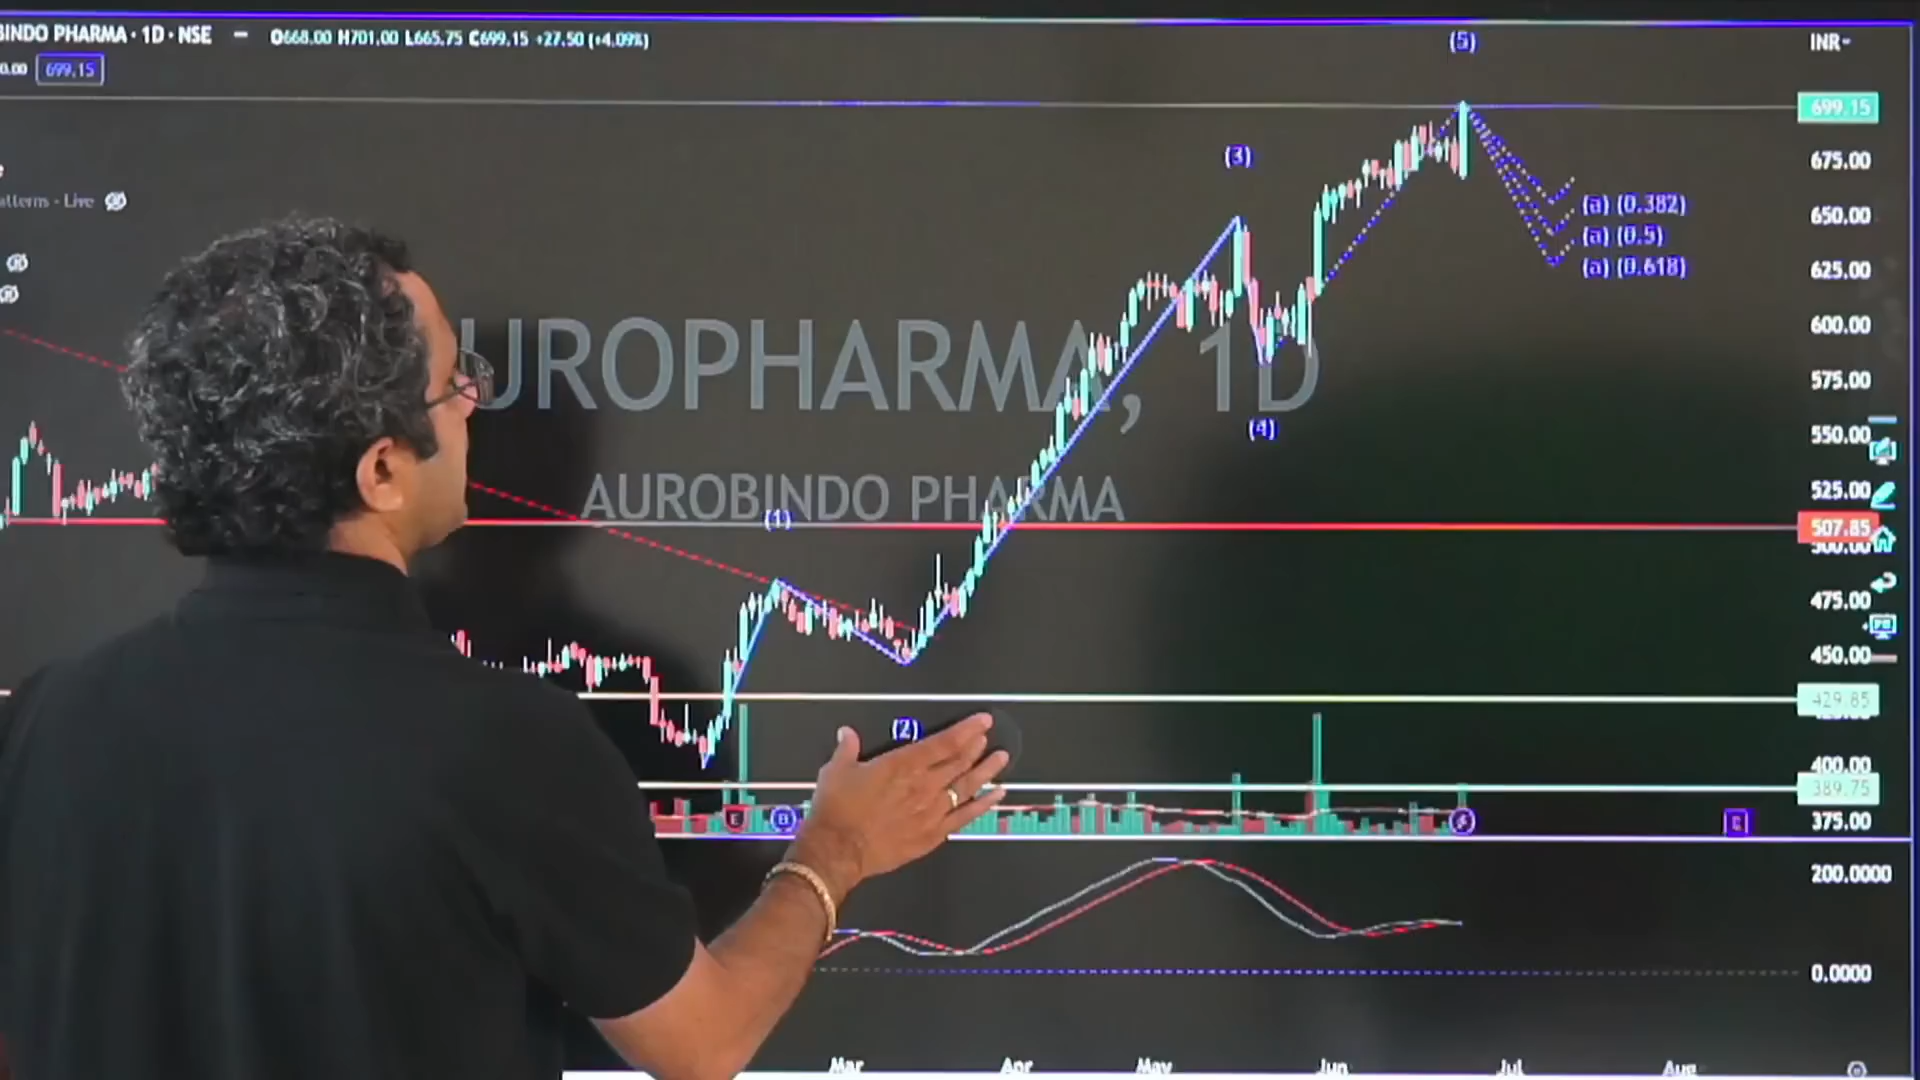 BINDO PHARMA · 1D · NSE
O668.00 H701.00 L665.75 C699.15 +27.50 (+4.09%)
0.00 699.15
atterns - Live
UROPHARMA, 1D
AUROBINDO PHARMA
(1)
(2)
(3)
(4)
(5)
(a) (0.382)
(a) (0.5)
(a) (0.618)
INR
699.15
675.00
650.00
625.00
600.00
575.00
550.00
525.00
507.85
500.00
475.00
450.00
429.85
400.00
389.75
375.00
200.0000
0.0000
E
D
E
Mar Apr May Jun Jul Aug